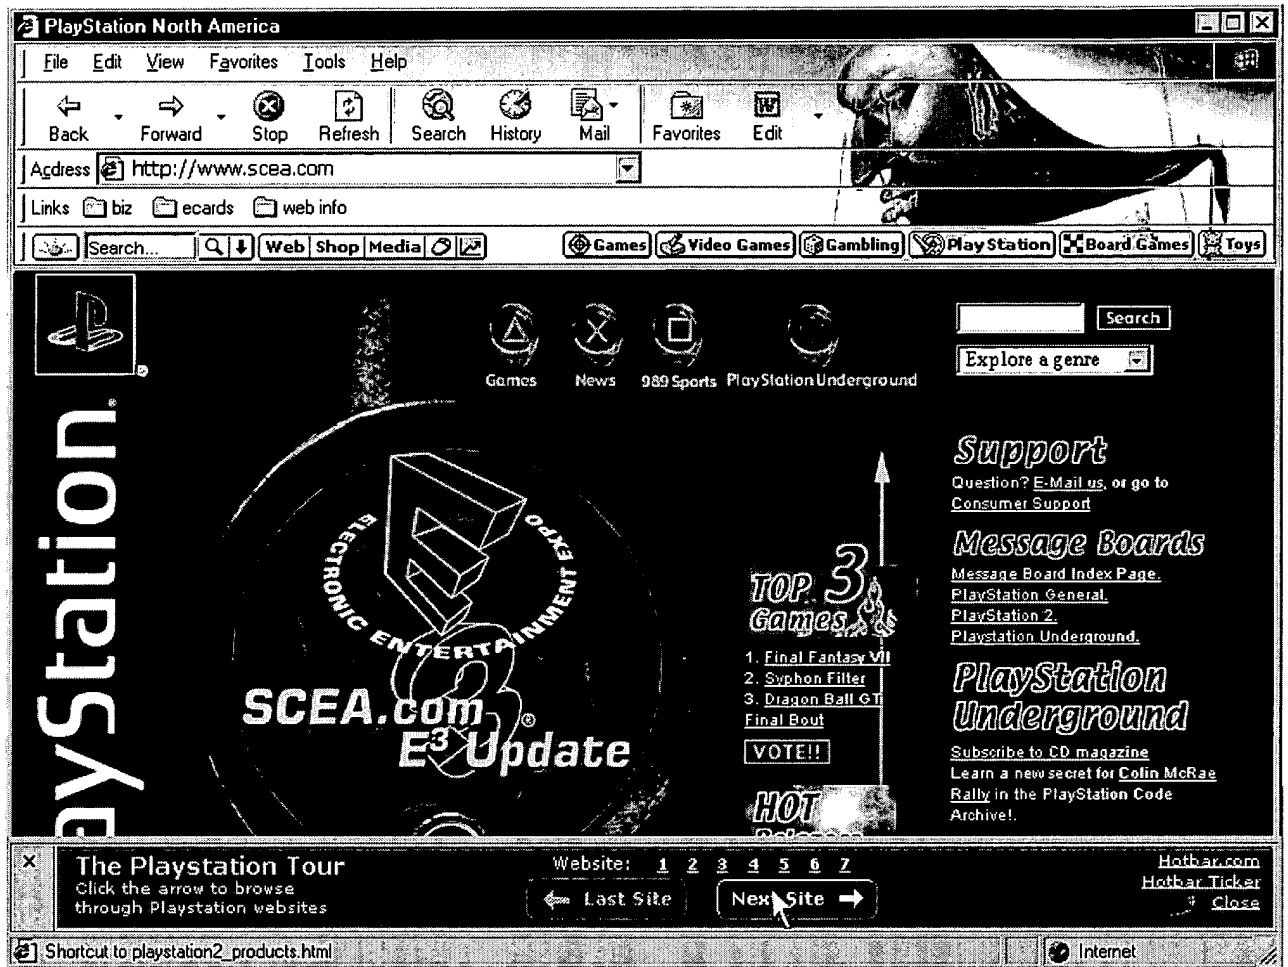 PlayStation North America
File Edit View Favorites Tools Help
Back Forward Stop Refresh Search History Mail Favorites Edit
Address http://www.scea.com
Links biz ecards web info
Search... Web Shop Media Games Video Games Gambling PlayStation Board Games Toys
Search
Explore a genre
Games News 989 Sports PlayStation Underground
PlayStation
ELECTRONIC ENTERTAINMENT EXPO
SCEA.com
E³ Update
TOP 3
Games
1. Final Fantasy VII
2. Syphon Filter
3. Dragon Ball GT
Final Bout
VOTE!!
HOT
Support
Question? E-Mail us, or go to
Consumer Support
Message Boards
Message Board Index Page.
PlayStation General.
PlayStation 2.
Playstation Underground.
PlayStation
Underground
Subscribe to CD magazine
Learn a new secret for Colin McRae
Rally in the PlayStation Code
Archive!.
The Playstation Tour
Click the arrow to browse
through Playstation websites
Website: 1 2 3 4 5 6 7
Last Site Next Site
Hotbar.com
Hotbar Ticker
Close
Shortcut to playstation2_products.html Internet